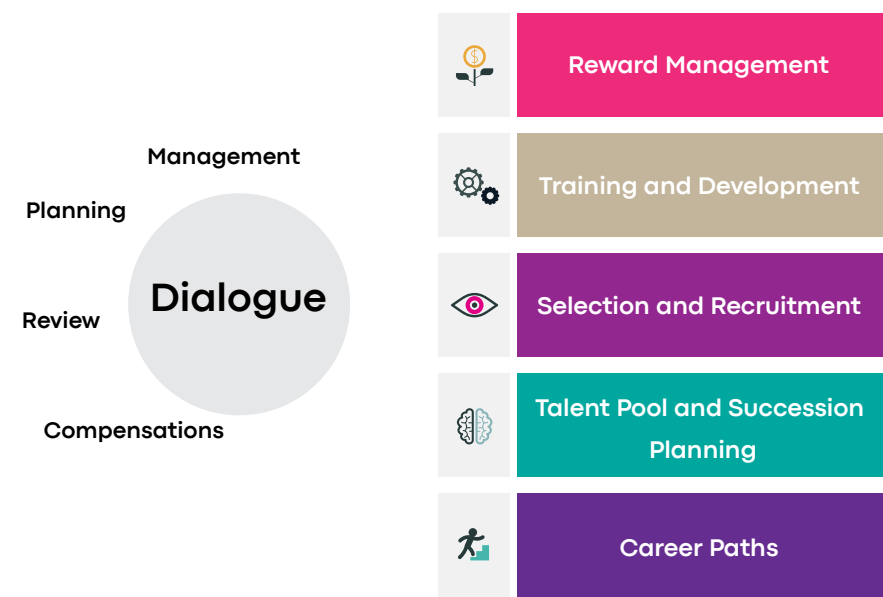 Management
Planning
Dialogue
Review
Compensations
Reward Management
Training and Development
Selection and Recruitment
Talent Pool and Succession
Planning
Career Paths